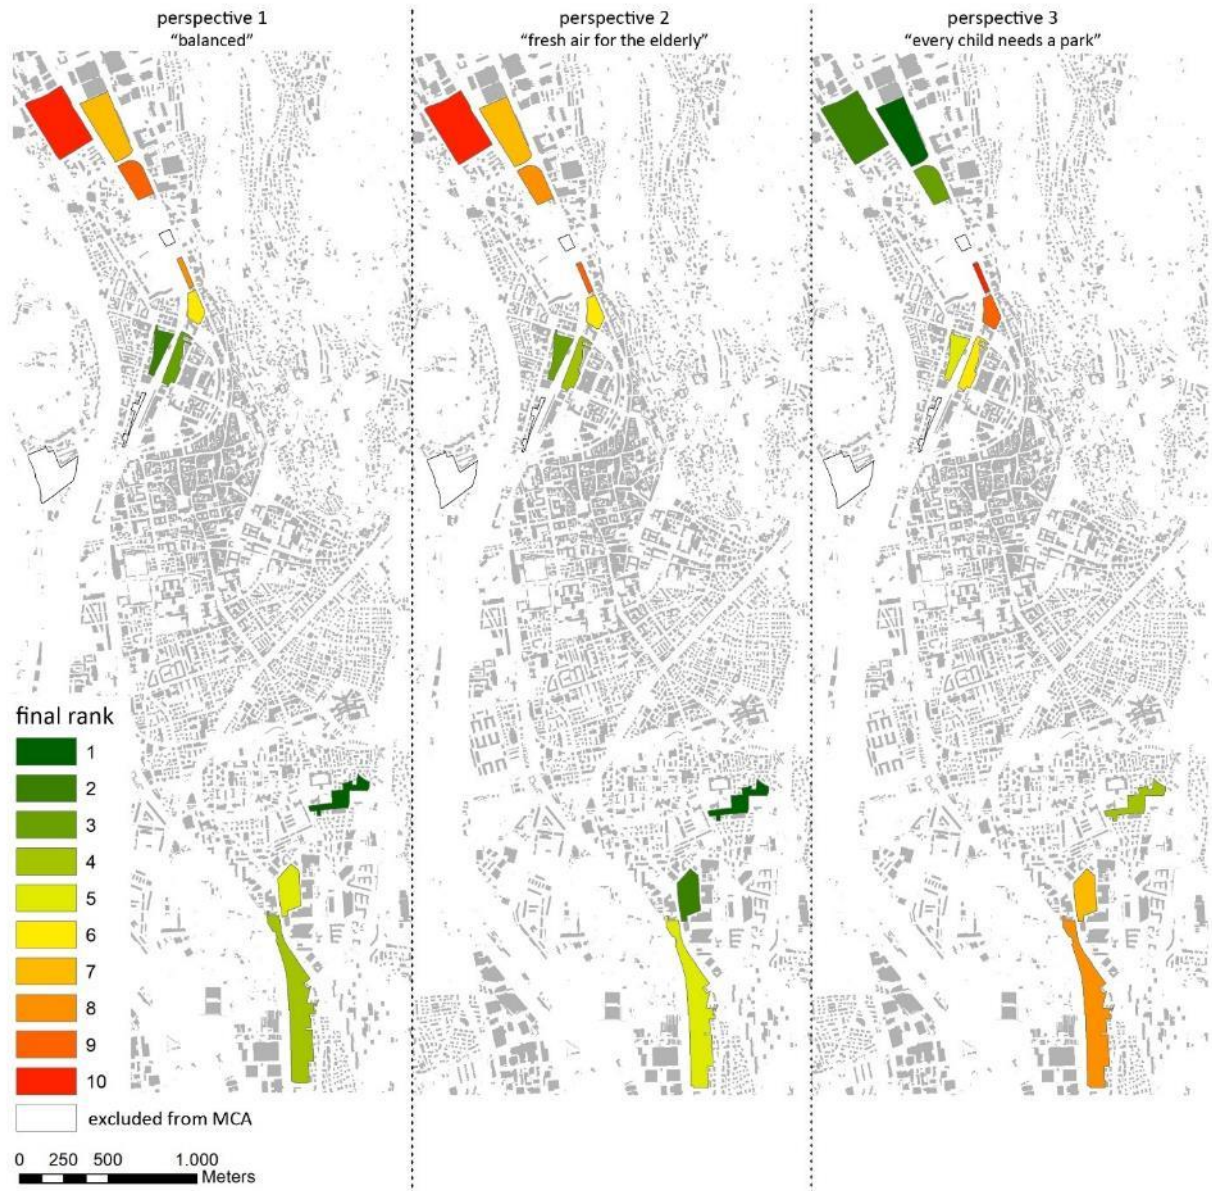 perspective 1
"balanced"
perspective 2
"fresh air for the elderly"
perspective 3
"every child needs a park"
final rank
1
2
3
4
5
6
7
8
9
10
excluded from MCA
0 250 500 1.000
Meters